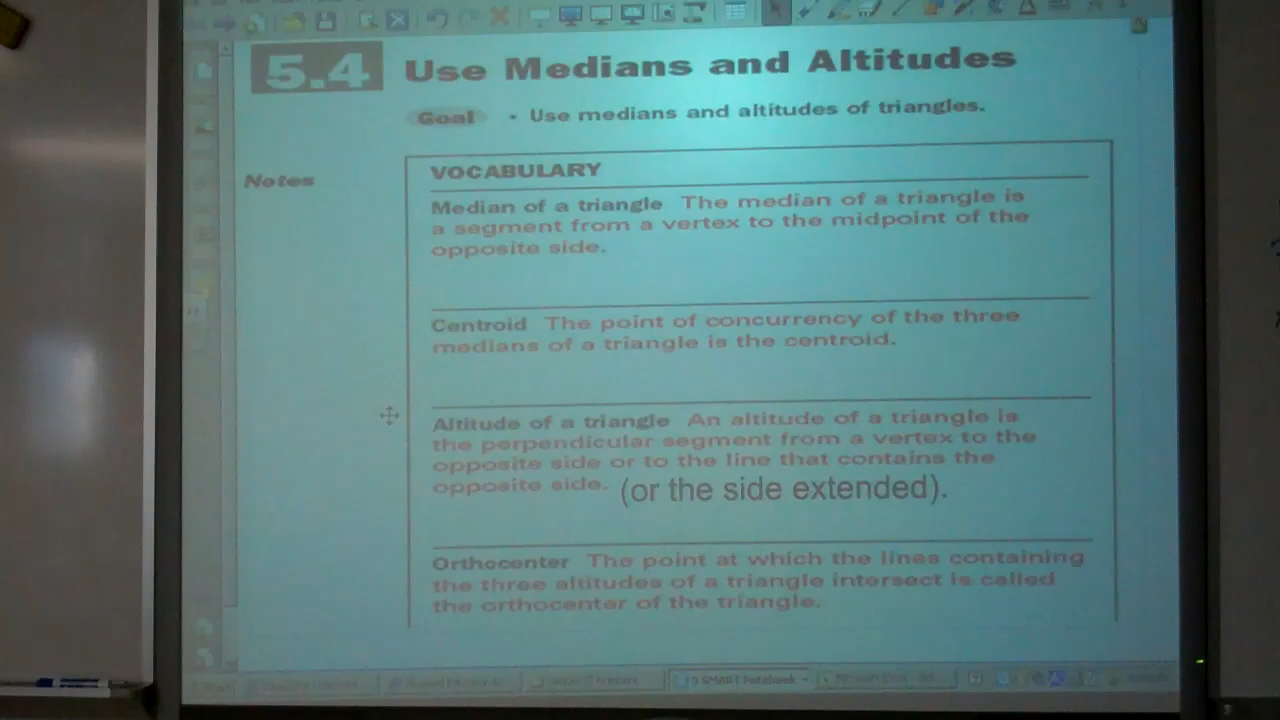 5.4 Use Medians and Altitudes
Goal • Use medians and altitudes of triangles.
Notes
VOCABULARY
Median of a triangle The median of a triangle is
a segment from a vertex to the midpoint of the
opposite side.
Centroid The point of concurrency of the three
medians of a triangle is the centroid.
Altitude of a triangle An altitude of a triangle is
the perpendicular segment from a vertex to the
opposite side or to the line that contains the
opposite side. (or the side extended).
Orthocenter The point at which the lines containing
the three altitudes of a triangle intersect is called
the orthocenter of the triangle.
SMART Notebook